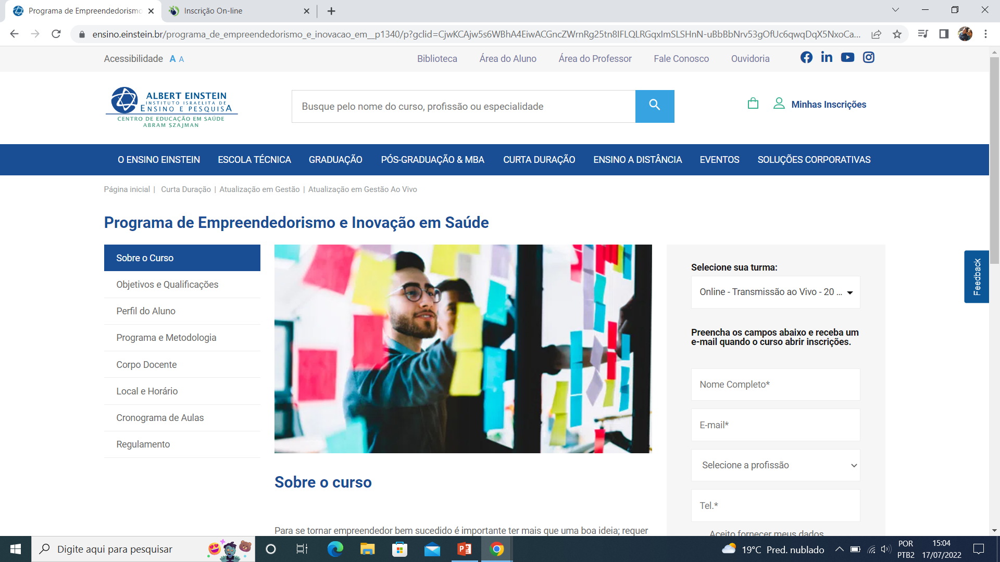 Programa de Empreendedorismo
Inscrição On-line
ensino.einstein.br/programa_de_empreendedorismo_e_inovacao_em__p1340/p?gclid=CjwKCAjw5s6WBhA4EiwACGncZWrnRg25tn8IFLQLRGqxImSLSHnN-uBbBbNrv53gOfUc6qwqDqX5NxoCa...
Acessibilidade A A
Biblioteca Área do Aluno Área do Professor Fale Conosco Ouvidoria
ALBERT EINSTEIN
INSTITUTO ISRAELITA DE
ENSINO E PESQUISA
CENTRO DE EDUCAÇÃO EM SAÚDE
ABRAM SZAJMAN
Busque pelo nome do curso, profissão ou especialidade
Minhas Inscrições
O ENSINO EINSTEIN ESCOLA TÉCNICA GRADUAÇÃO PÓS-GRADUAÇÃO & MBA CURTA DURAÇÃO ENSINO A DISTÂNCIA EVENTOS SOLUÇÕES CORPORATIVAS
Página inicial | Curta Duração | Atualização em Gestão | Atualização em Gestão Ao Vivo
Programa de Empreendedorismo e Inovação em Saúde
Sobre o Curso
Objetivos e Qualificações
Perfil do Aluno
Programa e Metodologia
Corpo Docente
Local e Horário
Cronograma de Aulas
Regulamento
Sobre o curso
Para se tornar empreendedor bem sucedido é importante ter mais que uma boa ideia; requer
Selecione sua turma:
Online - Transmissão ao Vivo - 20 ...
Preencha os campos abaixo e receba um
e-mail quando o curso abrir inscrições.
Nome Completo*
E-mail*
Selecione a profissão
Tel.*
Aceito fornecer meus dados
Feedback
Digite aqui para pesquisar
19°C Pred. nublado
POR
PTB2
15:04
17/07/2022